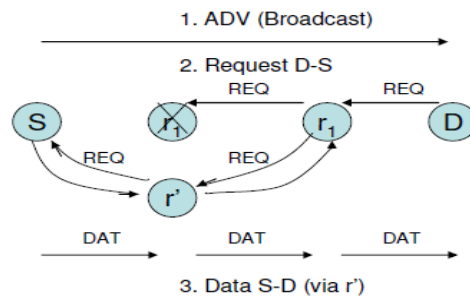 1. ADV (Broadcast)
2. Request D-S
REQ REQ
S r1 r1 D
REQ REQ
r'
DAT DAT DAT
3. Data S-D (via r')